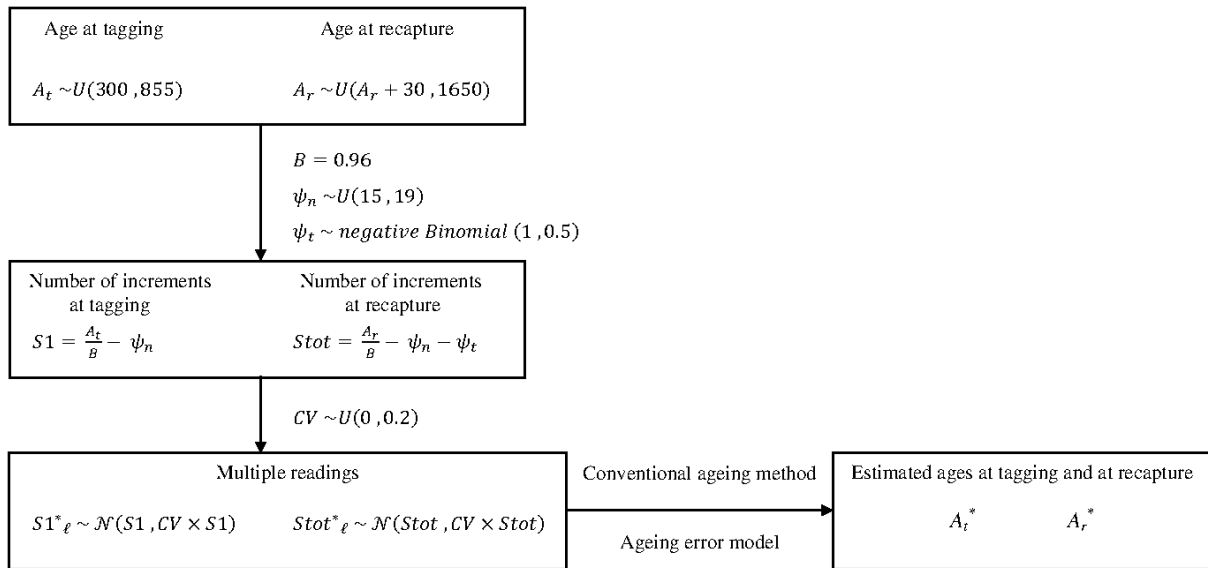 Age at tagging Age at recapture
A_t ~U(300 ,855) A_r ~U(A_r + 30 ,1650)
B = 0.96
ψ_n ~U(15 ,19)
ψ_t ~ negative Binomial (1 ,0.5)
Number of increments Number of increments
at tagging at recapture
S1 = A_t/B − ψ_n Stot = A_r/B − ψ_n − ψ_t
CV ~U(0 ,0.2)
Multiple readings
S1*_ℓ ~ 𝒩(S1 ,CV × S1) Stot*_ℓ ~ 𝒩(Stot ,CV × Stot)
Conventional ageing method
Ageing error model
Estimated ages at tagging and at recapture
A_t* A_r*